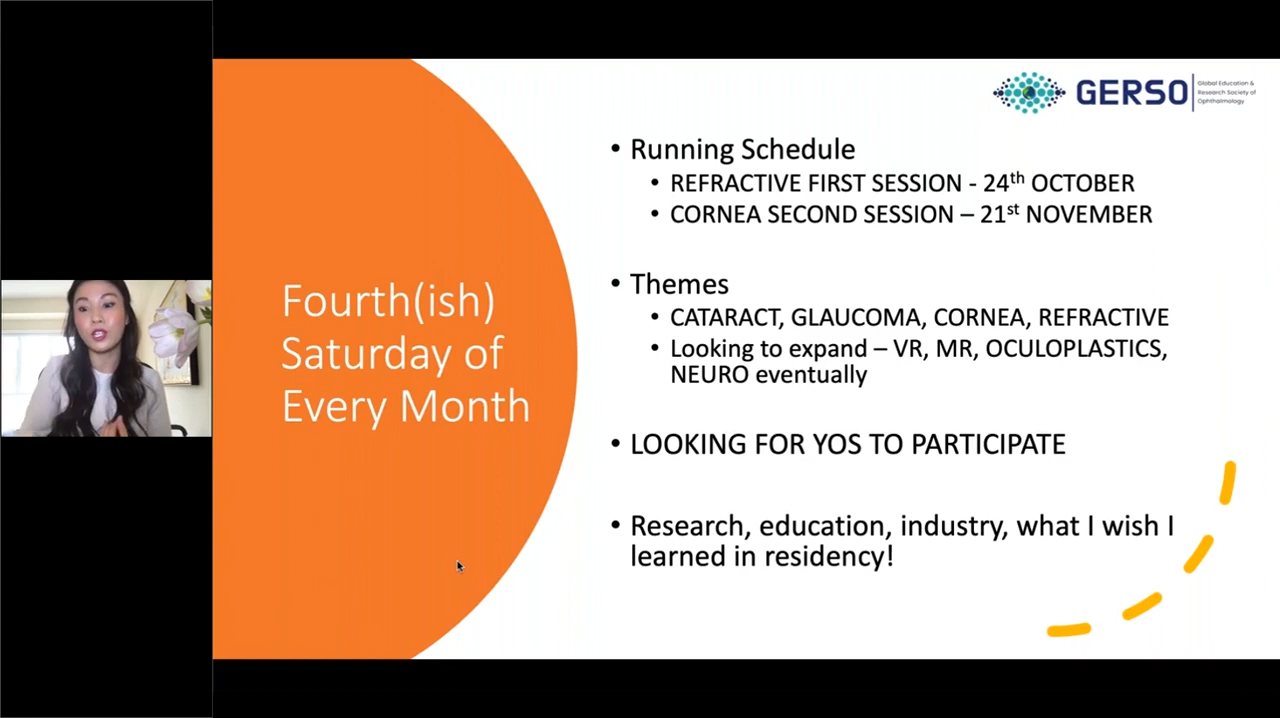 GERSO
Global Education &
Research Society of
Ophthalmology
Fourth(ish)
Saturday of
Every Month
• Running Schedule
• REFRACTIVE FIRST SESSION - 24th OCTOBER
• CORNEA SECOND SESSION – 21st NOVEMBER
• Themes
• CATARACT, GLAUCOMA, CORNEA, REFRACTIVE
• Looking to expand – VR, MR, OCULOPLASTICS,
NEURO eventually
• LOOKING FOR YOS TO PARTICIPATE
• Research, education, industry, what I wish I
learned in residency!